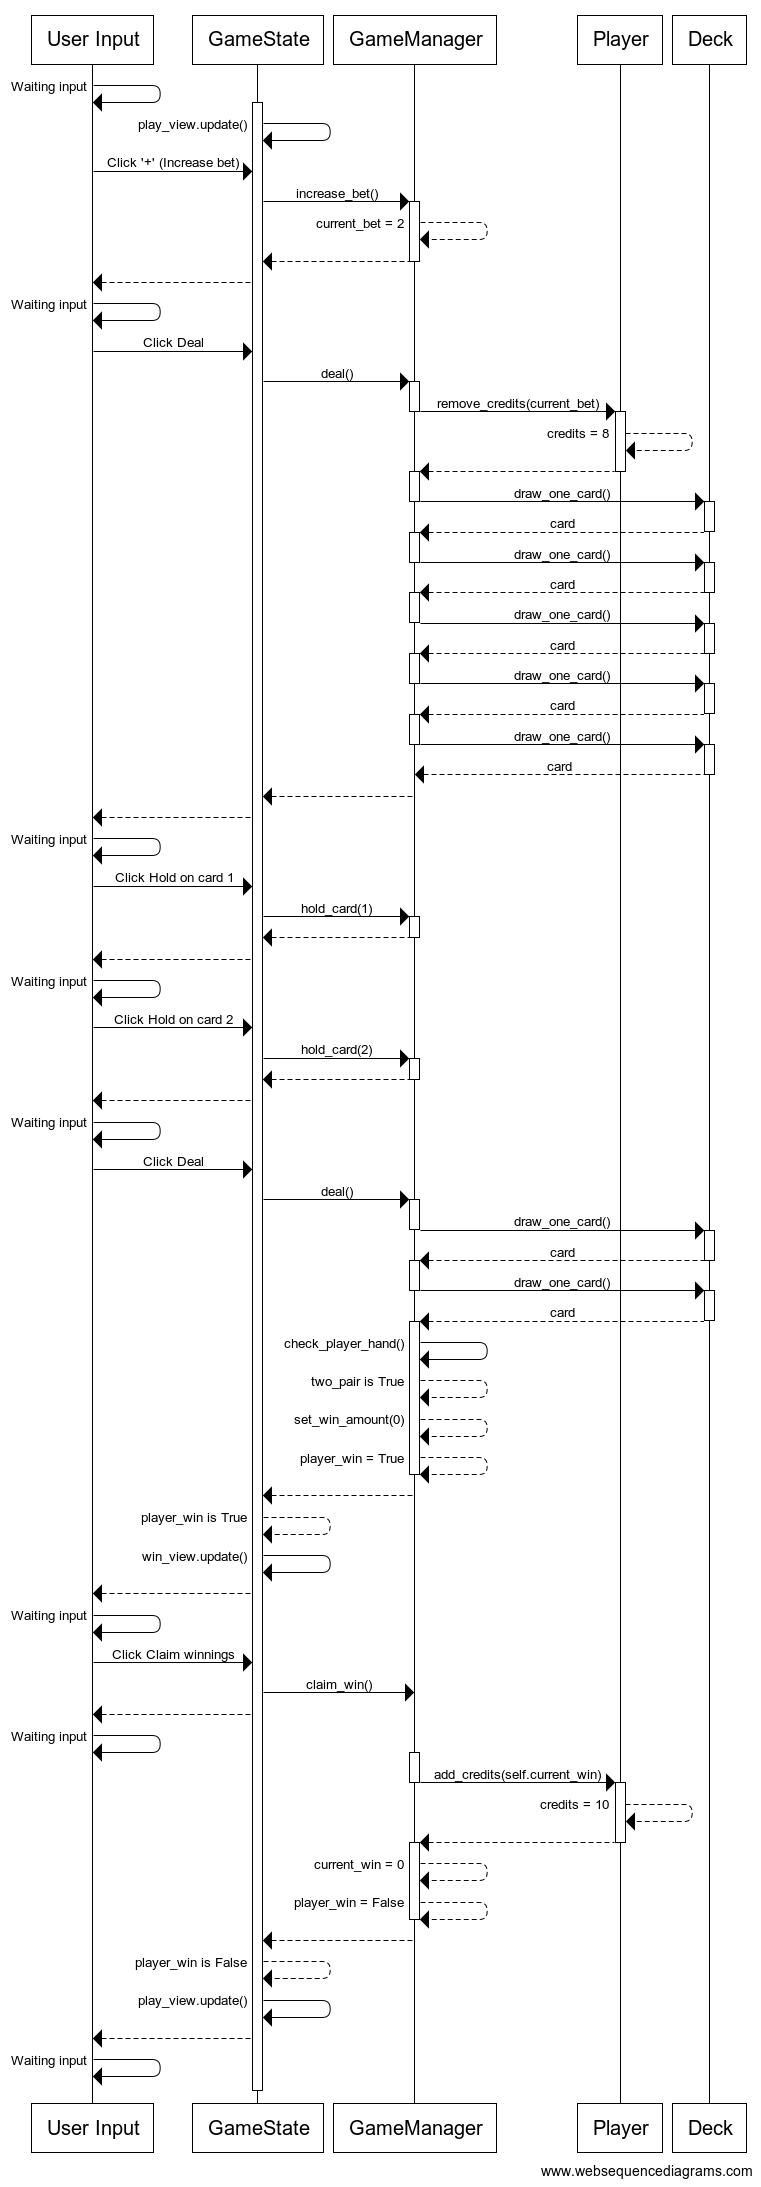 User Input
GameState
GameManager
Player
Deck
Waiting input
play_view.update()
Click '+' (Increase bet)
increase_bet()
current_bet = 2
Waiting input
Click Deal
deal()
remove_credits(current_bet)
credits = 8
draw_one_card()
card
draw_one_card()
card
draw_one_card()
card
draw_one_card()
card
draw_one_card()
card
Waiting input
Click Hold on card 1
hold_card(1)
Waiting input
Click Hold on card 2
hold_card(2)
Waiting input
Click Deal
deal()
draw_one_card()
card
draw_one_card()
card
check_player_hand()
two_pair is True
set_win_amount(0)
player_win = True
player_win is True
win_view.update()
Waiting input
Click Claim winnings
claim_win()
Waiting input
add_credits(self.current_win)
credits = 10
current_win = 0
player_win = False
player_win is False
play_view.update()
Waiting input
User Input
GameState
GameManager
Player
Deck
www.websequencediagrams.com